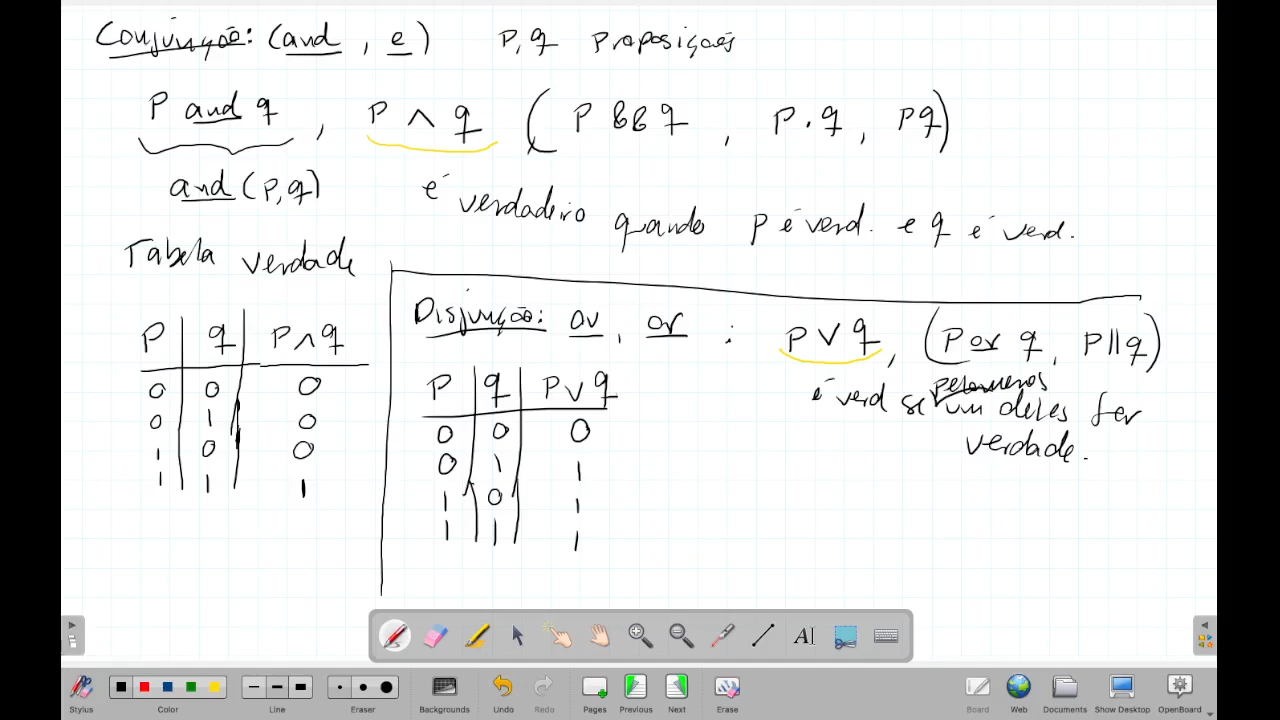 Conjunção: (and, e) p, q proposições
p and q, p ∧ q (p && q, p · q, pq)
and (p, q)
é verdadeiro quando p é verd. e q é verd.
Tabela verdade
p | q | p ∧ q
0 | 0 | 0
0 | 1 | 0
1 | 0 | 0
1 | 1 | 1
Disjunção: ou, or : p ∨ q, (p or q, p || q)
é verd se pelo menos um deles for
verdade.
p | q | p ∨ q
0 | 0 | 0
0 | 1 | 1
1 | 0 | 1
1 | 1 | 1
AI
Stylus Color Line Eraser Backgrounds Undo Redo Pages Previous Next Erase Board Web Documents Show Desktop OpenBoard